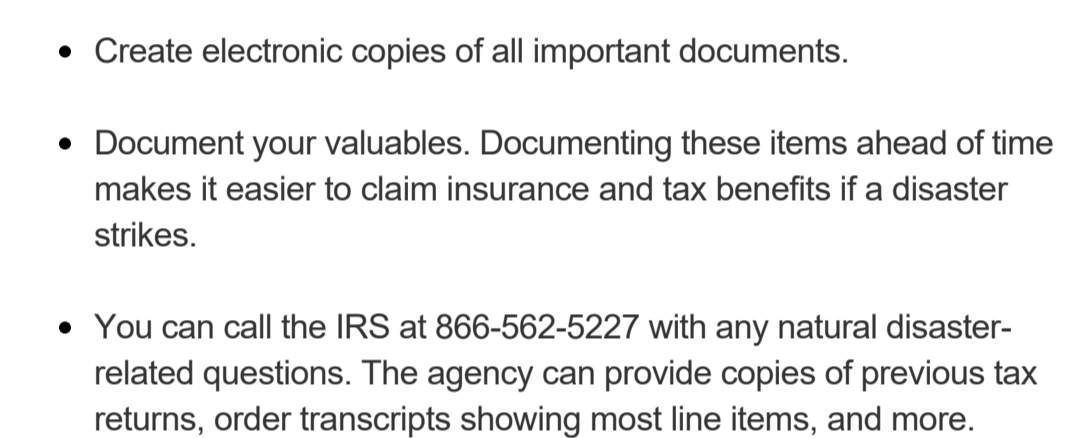 • Create electronic copies of all important documents.
• Document your valuables. Documenting these items ahead of time
makes it easier to claim insurance and tax benefits if a disaster
strikes.
• You can call the IRS at 866-562-5227 with any natural disaster-
related questions. The agency can provide copies of previous tax
returns, order transcripts showing most line items, and more.